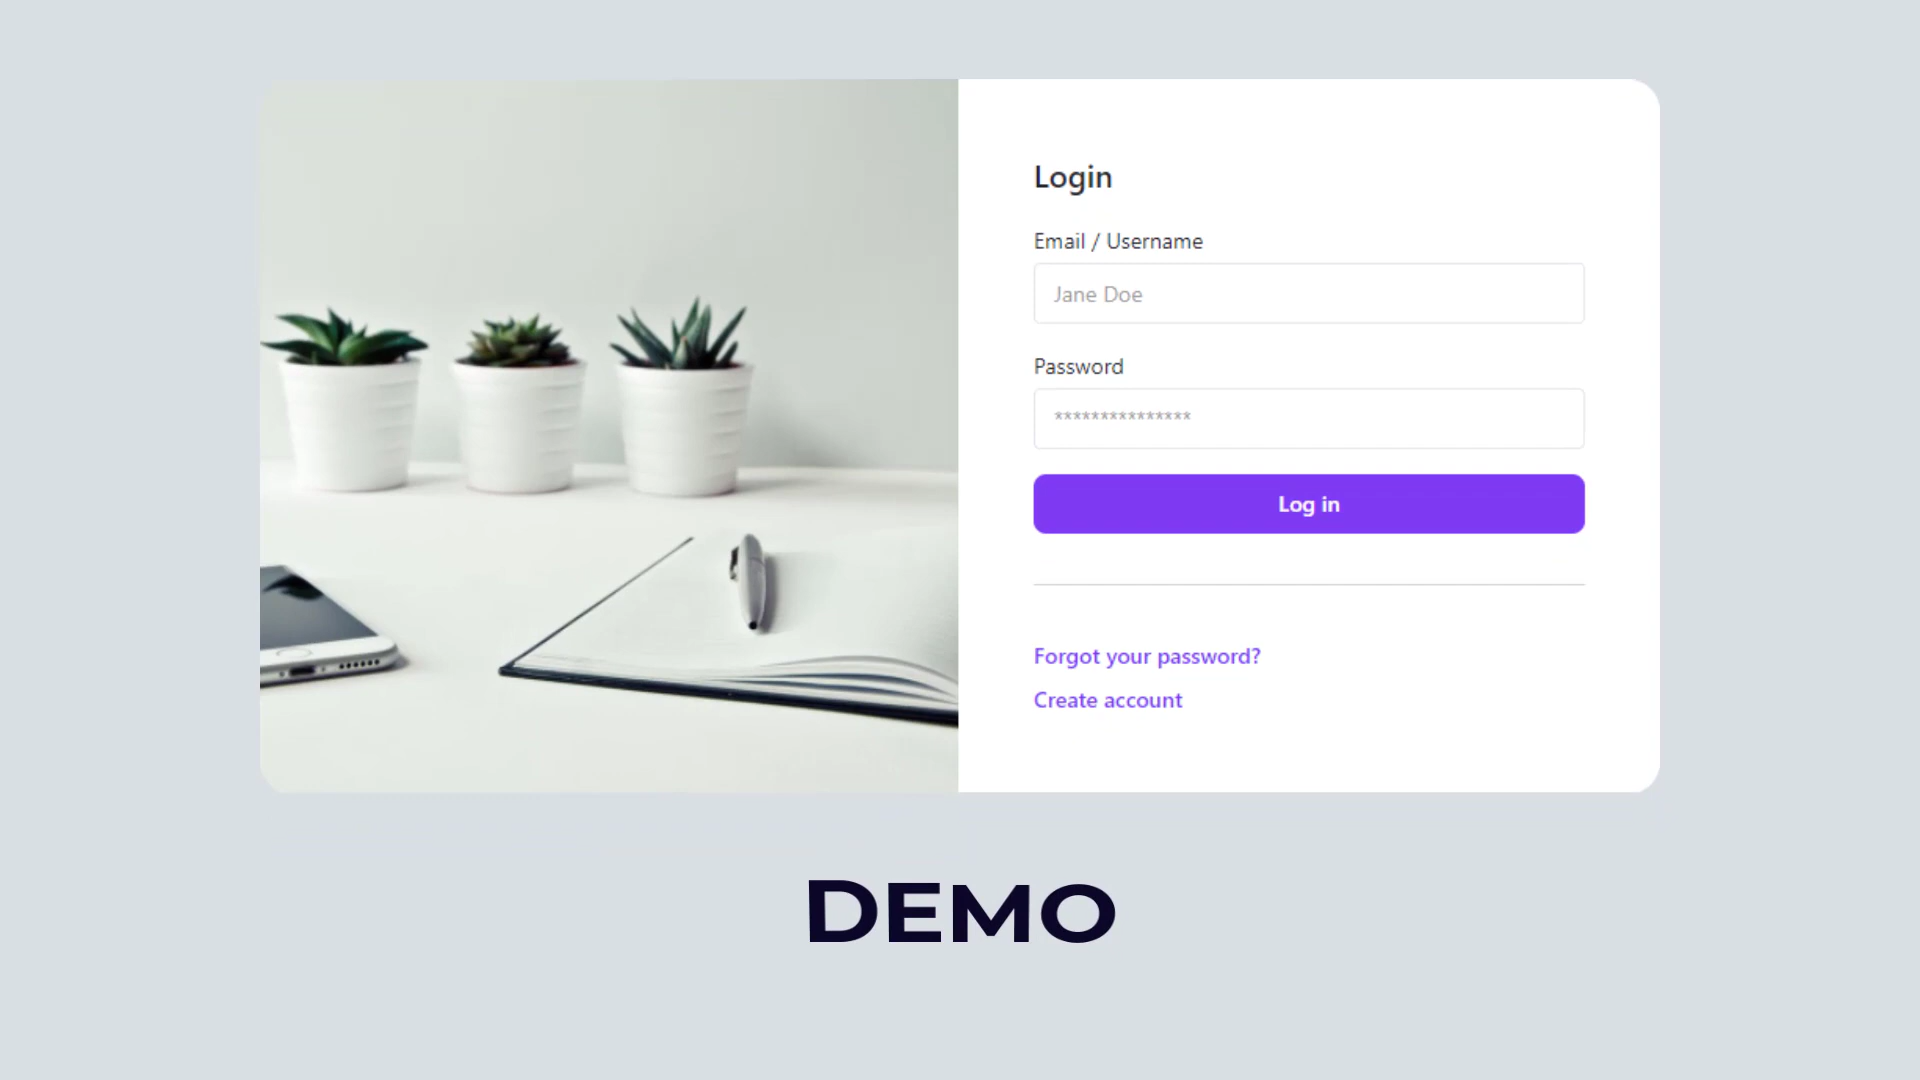 Login
Email / Username
Jane Doe
Password
***************
Log in
Forgot your password?
Create account
DEMO